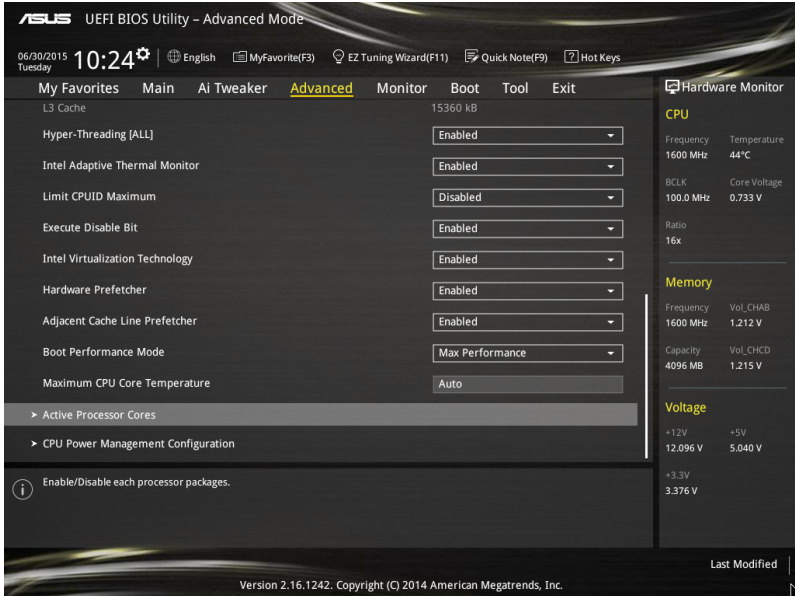 ASUS UEFI BIOS Utility – Advanced Mode
06/30/2015 Tuesday 10:24 English MyFavorite(F3) EZ Tuning Wizard(F11) Quick Note(F9) ? Hot Keys
My Favorites Main Ai Tweaker Advanced Monitor Boot Tool Exit
L3 Cache 15360 kB
Hyper-Threading [ALL] Enabled
Intel Adaptive Thermal Monitor Enabled
Limit CPUID Maximum Disabled
Execute Disable Bit Enabled
Intel Virtualization Technology Enabled
Hardware Prefetcher Enabled
Adjacent Cache Line Prefetcher Enabled
Boot Performance Mode Max Performance
Maximum CPU Core Temperature Auto
> Active Processor Cores
> CPU Power Management Configuration
i Enable/Disable each processor packages.
Hardware Monitor
CPU
Frequency Temperature
1600 MHz 44°C
BCLK Core Voltage
100.0 MHz 0.733 V
Ratio
16x
Memory
Frequency Vol_CHAB
1600 MHz 1.212 V
Capacity Vol_CHCD
4096 MB 1.215 V
Voltage
+12V +5V
12.096 V 5.040 V
+3.3V
3.376 V
Last Modified
Version 2.16.1242. Copyright (C) 2014 American Megatrends, Inc.